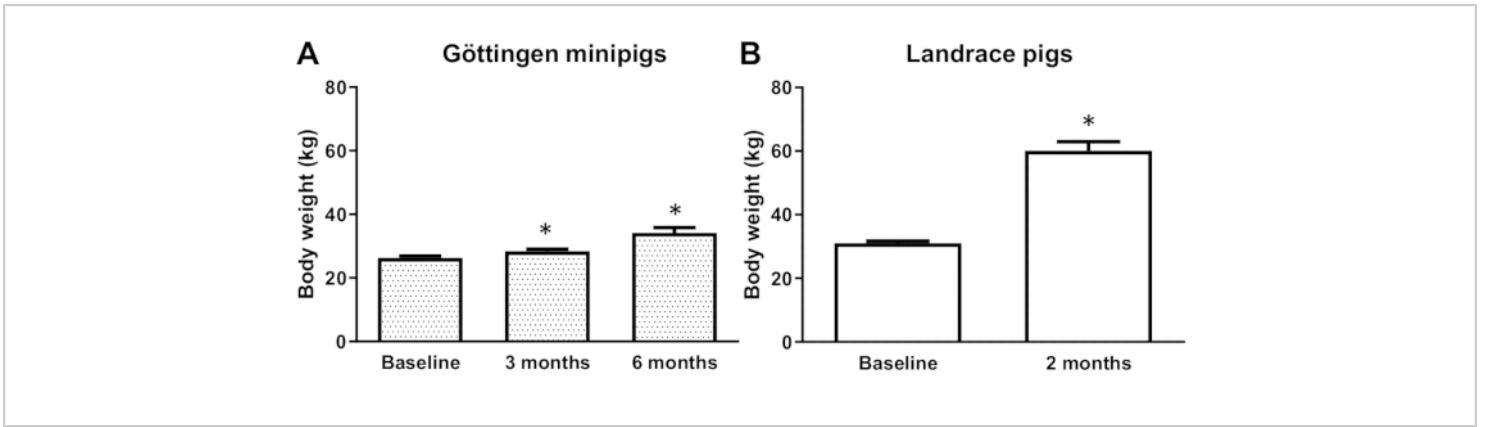 A Göttingen minipigs
Body weight (kg)
80
60
40
20
0
*
*
Baseline 3 months 6 months
B Landrace pigs
Body weight (kg)
80
60
40
20
0
*
Baseline 2 months